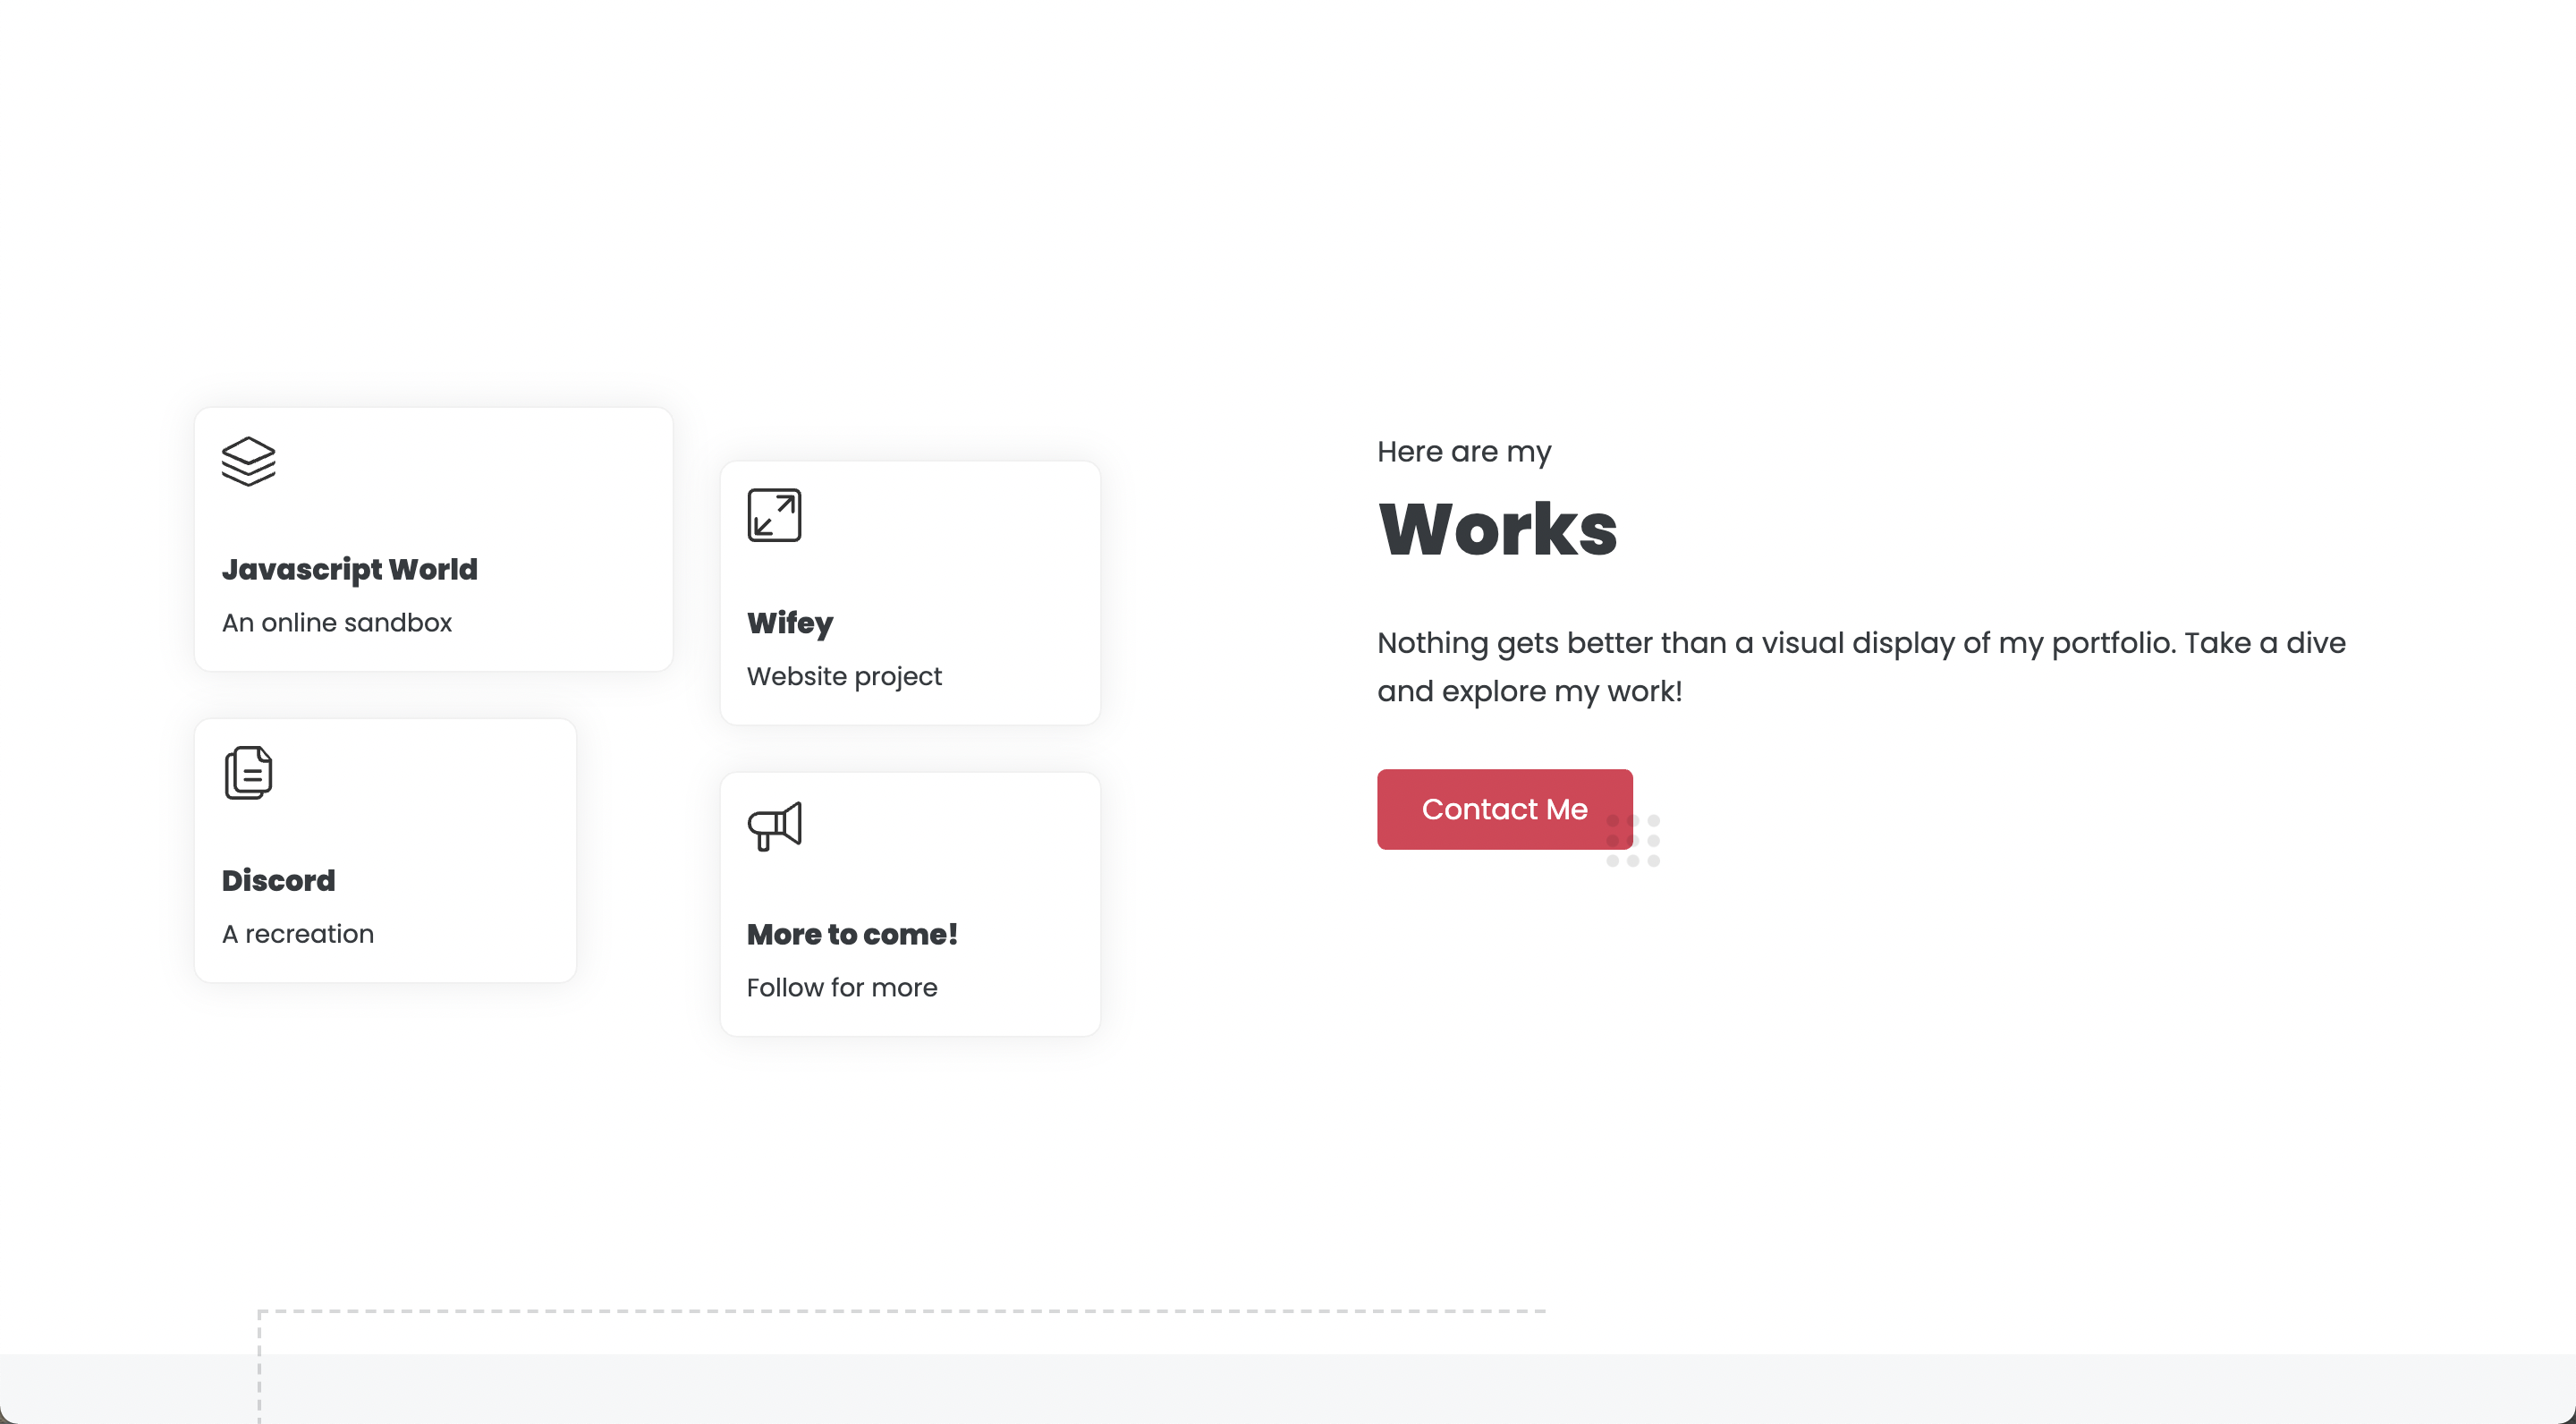 Javascript World
An online sandbox
Wifey
Website project
Discord
A recreation
More to come!
Follow for more
Here are my
Works
Nothing gets better than a visual display of my portfolio. Take a dive
and explore my work!
Contact Me